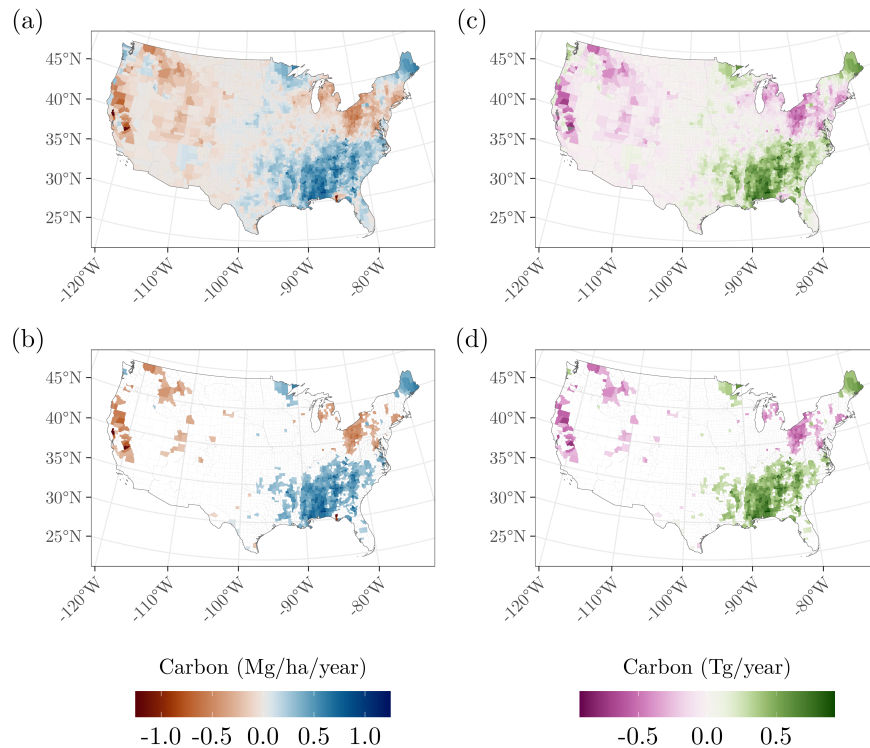 (a)
45°N
40°N
35°N
30°N
25°N
-120°W
-110°W
-100°W
-90°W
-80°W
(c)
45°N
40°N
35°N
30°N
25°N
-120°W
-110°W
-100°W
-90°W
-80°W
(b)
45°N
40°N
35°N
30°N
25°N
-120°W
-110°W
-100°W
-90°W
-80°W
(d)
45°N
40°N
35°N
30°N
25°N
-120°W
-110°W
-100°W
-90°W
-80°W
Carbon (Mg/ha/year)
-1.0 -0.5 0.0 0.5 1.0
Carbon (Tg/year)
-0.5 0.0 0.5